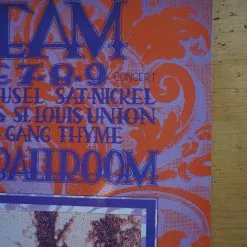 EAM
7·8·9 CONCERT
USEL SAT·NICKEL
S ST. LOUIS UNION
GANG THYME
BALLROOM